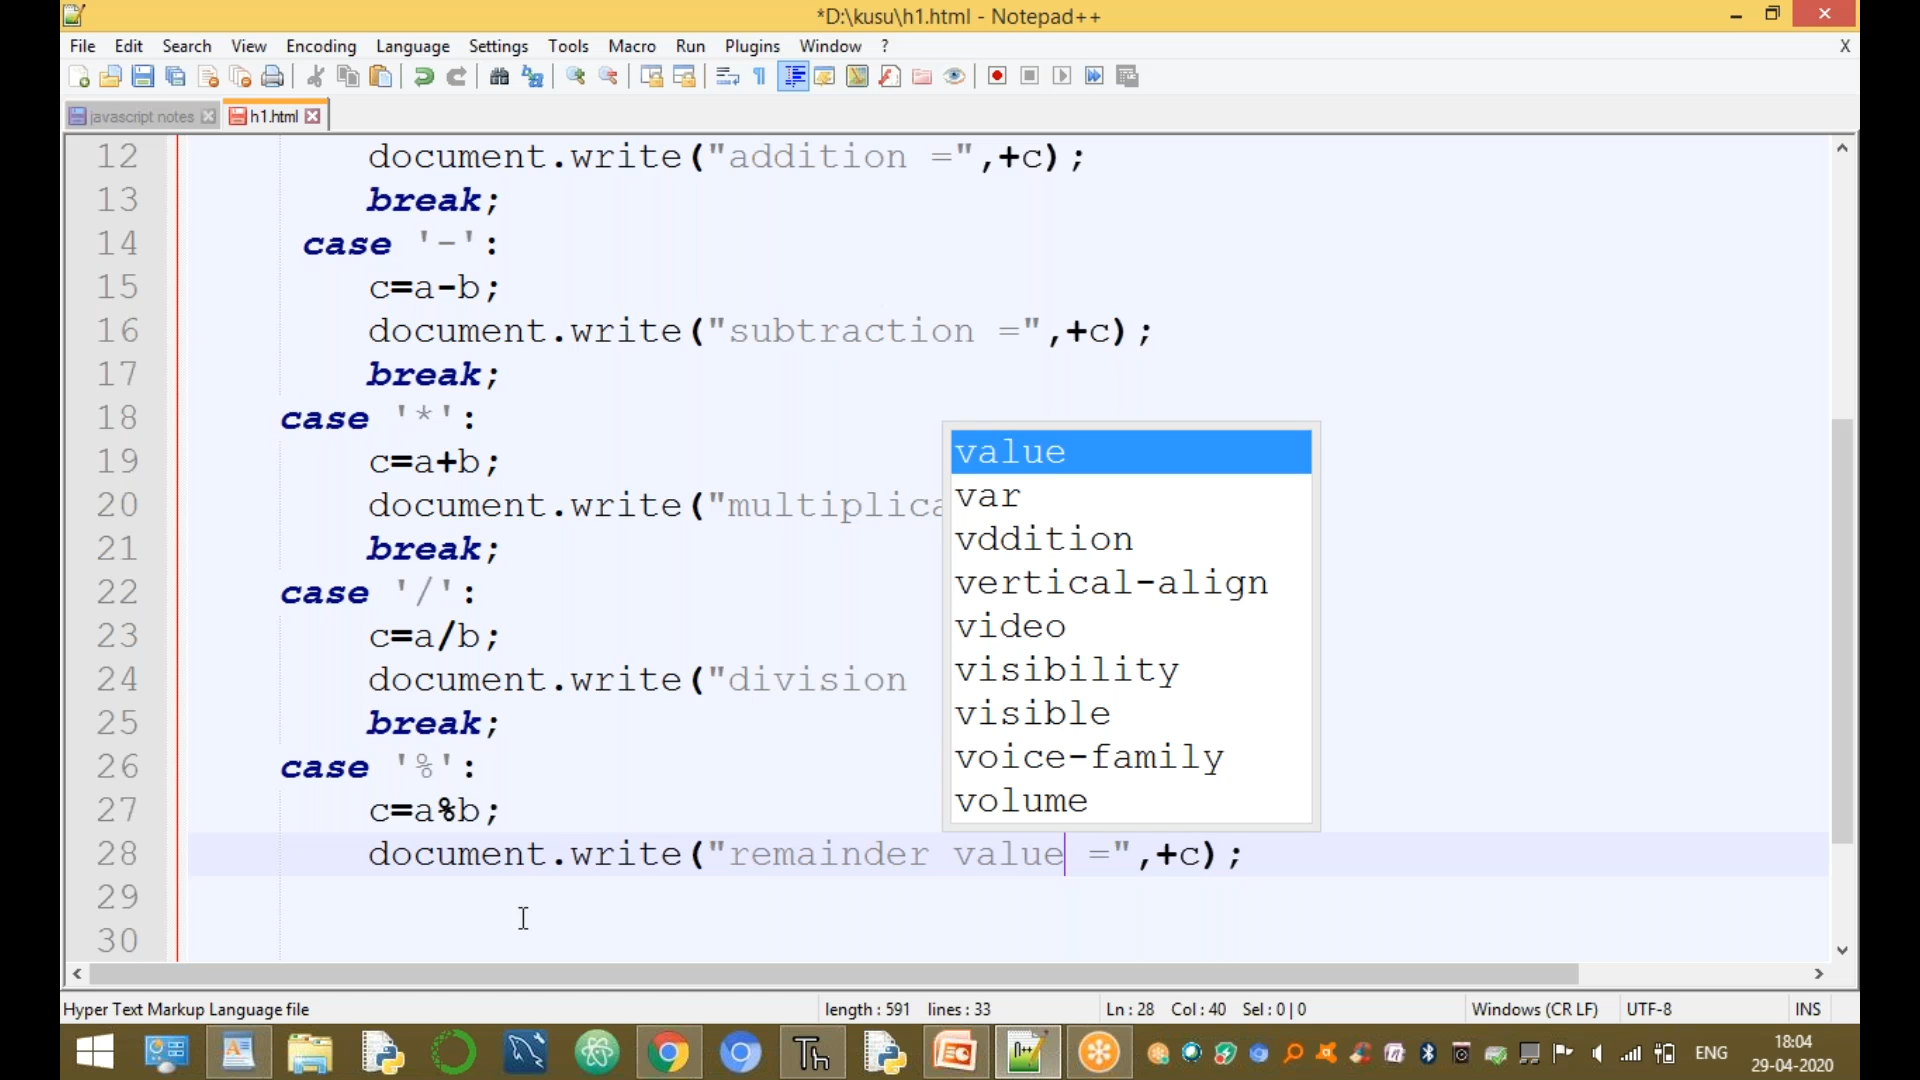 *D:\kusu\h1.html - Notepad++
File Edit Search View Encoding Language Settings Tools Macro Run Plugins Window ? X
javascript notes h1.html
12 document.write("addition =",+c);
13 break;
14 case '-':
15 c=a-b;
16 document.write("subtraction =",+c);
17 break;
18 case '*':
19 c=a+b;
20 document.write("multiplica
21 break;
22 case '/':
23 c=a/b;
24 document.write("division
25 break;
26 case '%':
27 c=a%b;
28 document.write("remainder value =",+c);
29
30
value
var
vddition
vertical-align
video
visibility
visible
voice-family
volume
Hyper Text Markup Language file length : 591 lines : 33 Ln : 28 Col : 40 Sel : 0 | 0 Windows (CR LF) UTF-8 INS
Th n++ ENG 18:04
29-04-2020